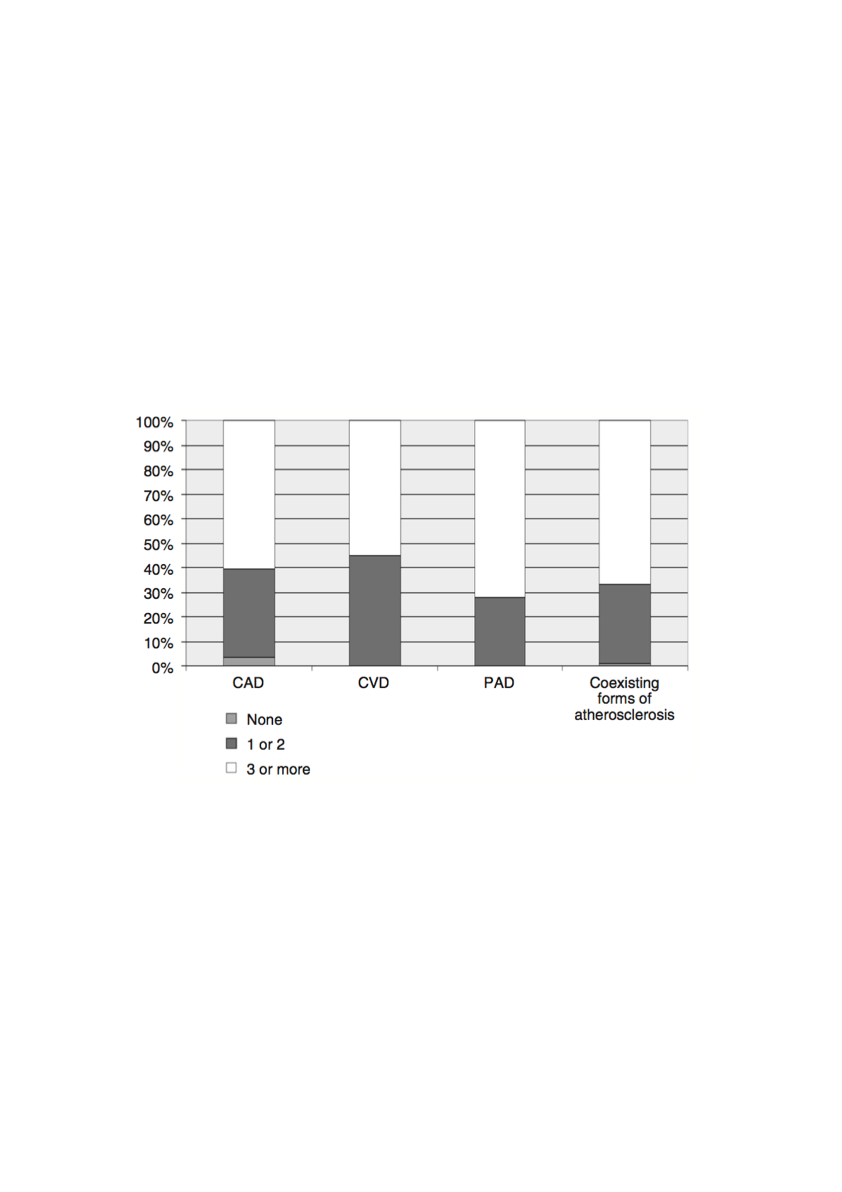 100%
90%
80%
70%
60%
50%
40%
30%
20%
10%
0%
CAD
CVD
PAD
Coexisting
forms of
atherosclerosis
None
1 or 2
3 or more